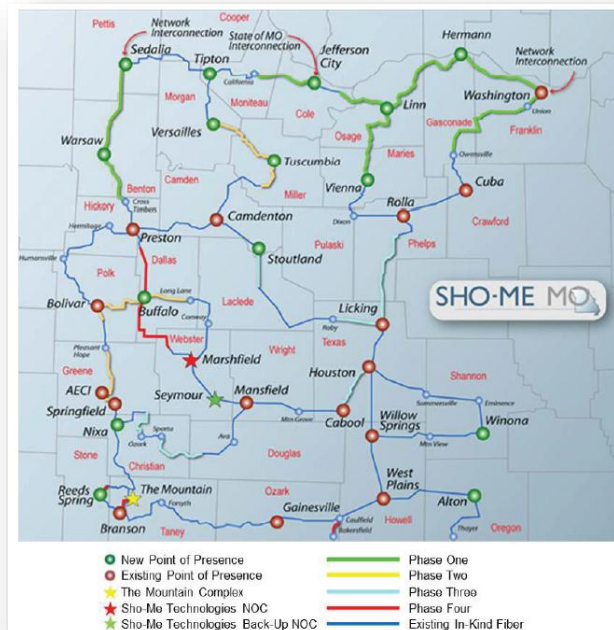 Pettis
Cooper
Network
Interconnection
State of MO
Interconnection
Hermann
Sedalia
Tipton
Jefferson
City
Network
Interconnection
California
Washington
Morgan
Moniteau
Cole
Linn
Union
Versailles
Osage
Gasconade
Franklin
Warsaw
Tuscumbia
Maries
Owensville
Benton
Camden
Miller
Vienna
Cuba
Hickory
Cross
Timbers
Camdenton
Dixon
Rolla
Crawford
Hermitage
Preston
Pulaski
Phelps
Humansville
Dallas
Stoutland
Polk
Long Lane
Laclede
Bolivar
Buffalo
Licking
SHO-ME MO
Conway
Roby
Texas
Pleasant
Hope
Webster
Marshfield
Wright
Houston
Shannon
Greene
AECI
Seymour
Mansfield
Summersville
Eminence
Springfield
Cabool
Willow
Springs
Winona
Nixa
Sparta
Mtn Grove
Ozark
Ava
Mtn View
Stone
Christian
Douglas
West
Plains
Reeds
Spring
The Mountain
Ozark
Alton
Forsyth
Gainesville
Branson
Taney
Caulfield
Bakersfield
Howell
Thayer
Oregon
New Point of Presence
Phase One
Existing Point of Presence
Phase Two
The Mountain Complex
Phase Three
Sho-Me Technologies NOC
Phase Four
Sho-Me Technologies Back-Up NOC
Existing In-Kind Fiber